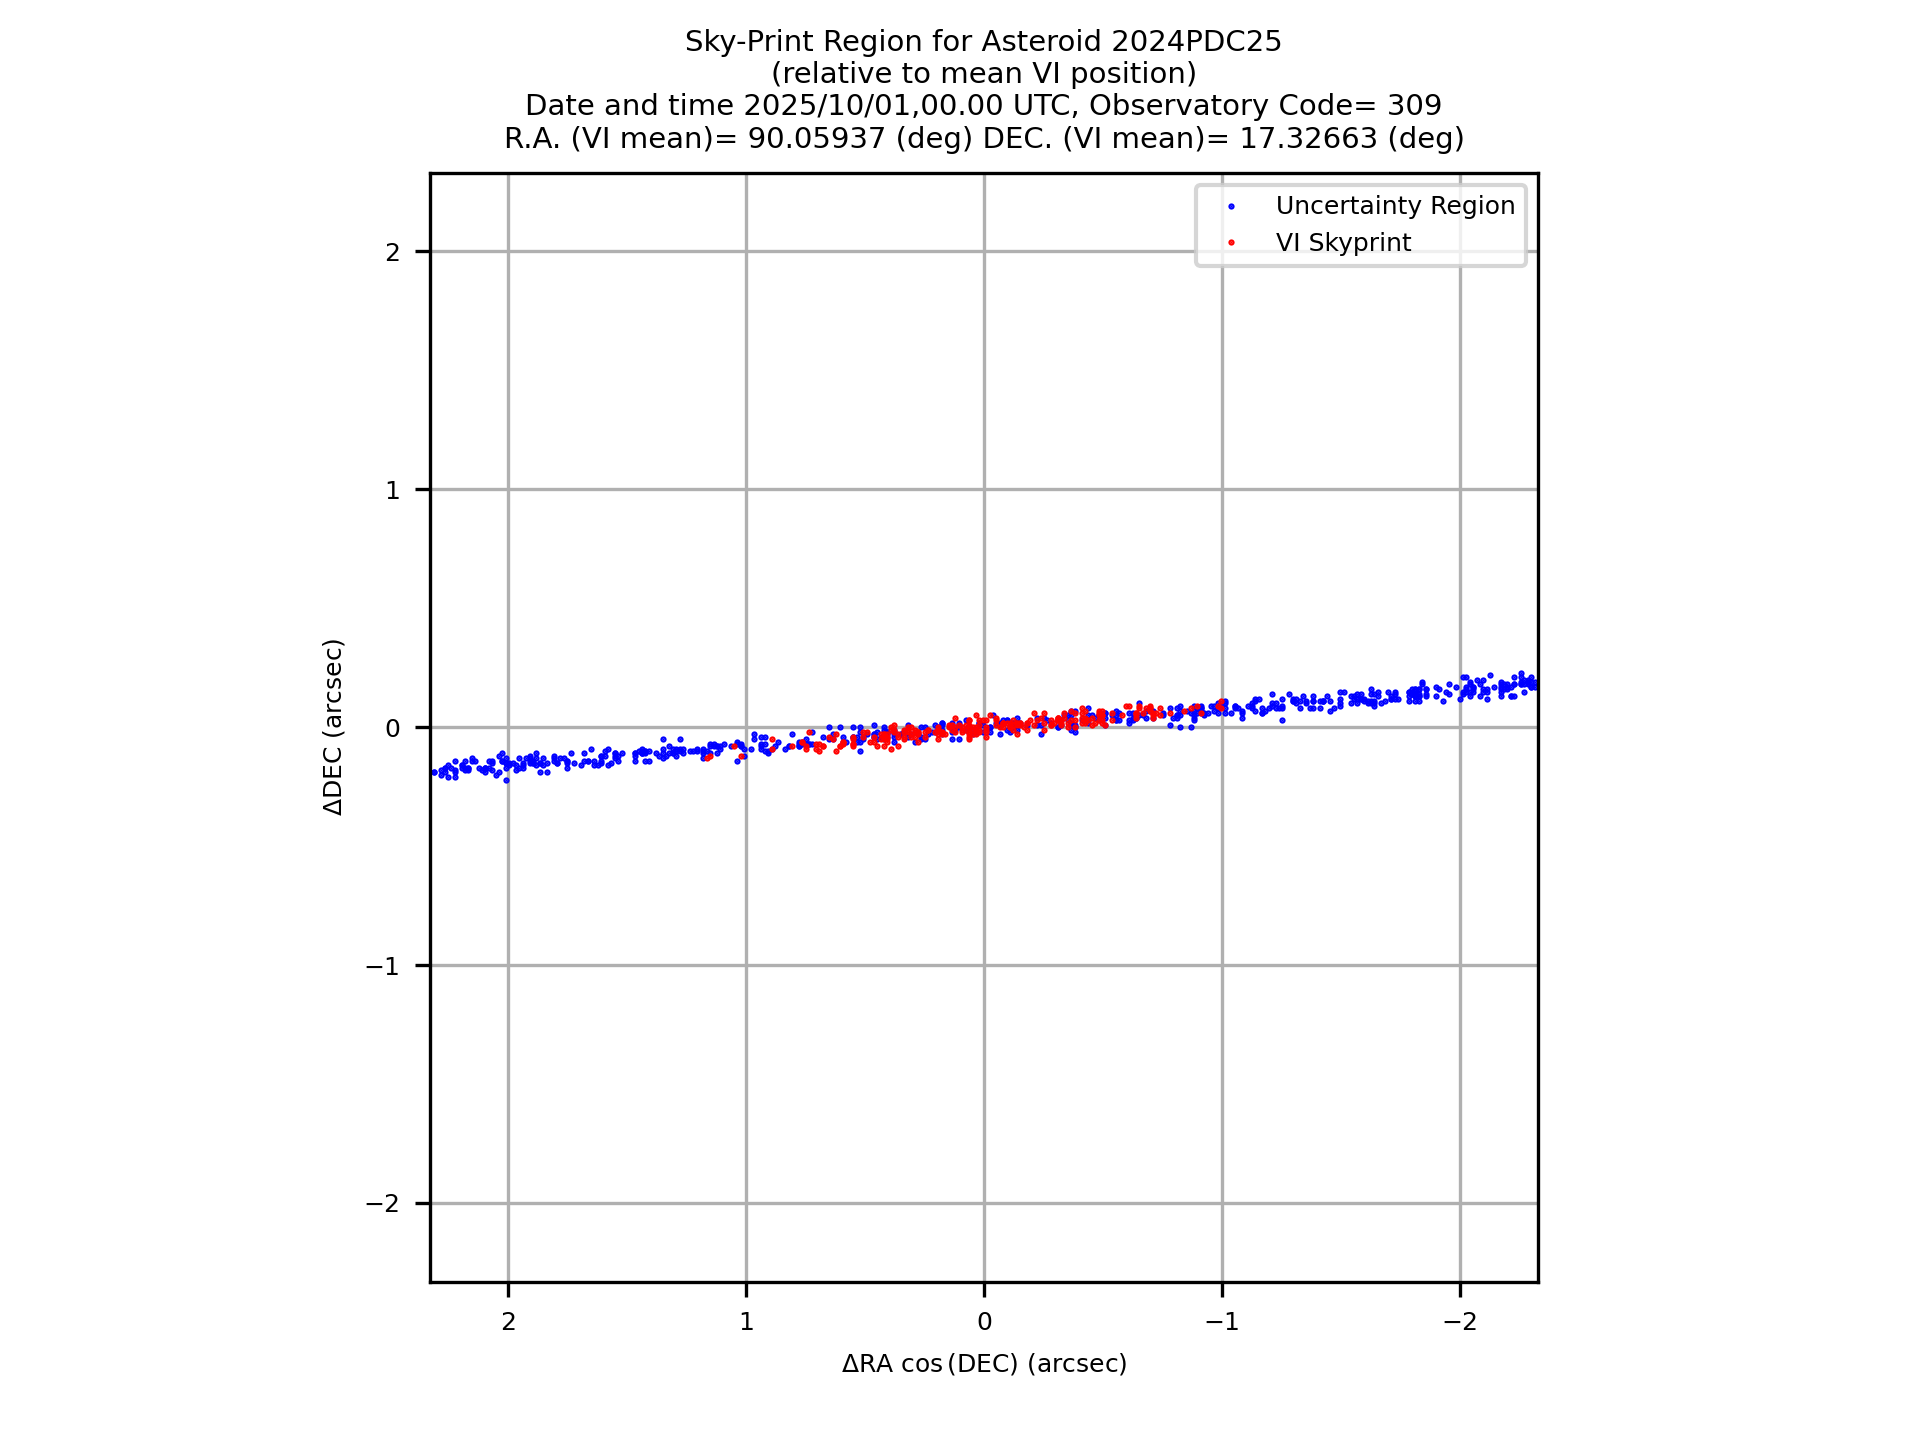 Sky-Print Region for Asteroid 2024PDC25
(relative to mean VI position)
Date and time 2025/10/01,00.00 UTC, Observatory Code= 309
R.A. (VI mean)= 90.05937 (deg) DEC. (VI mean)= 17.32663 (deg)
Uncertainty Region
VI Skyprint
2
1
0
−1
−2
ΔDEC (arcsec)
2
1
0
−1
−2
ΔRA cos(DEC) (arcsec)